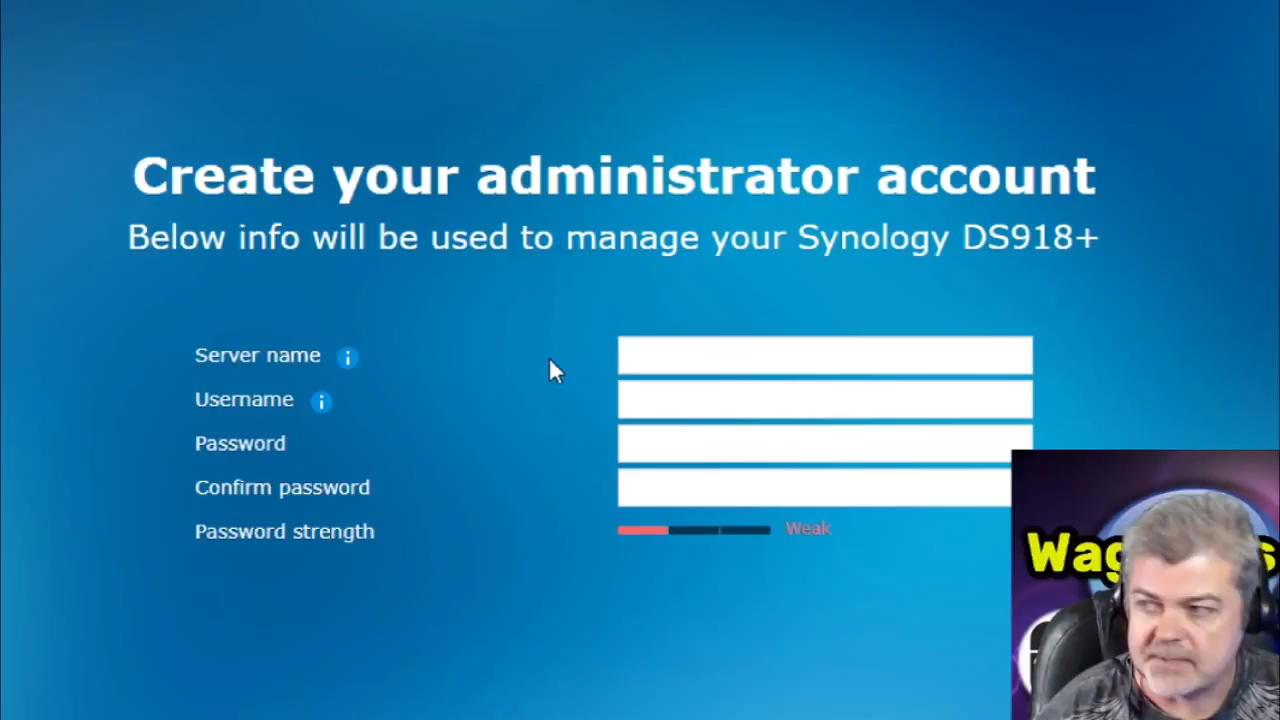 Create your administrator account
Below info will be used to manage your Synology DS918+
Server name i
Username i
Password
Confirm password
Password strength Weak